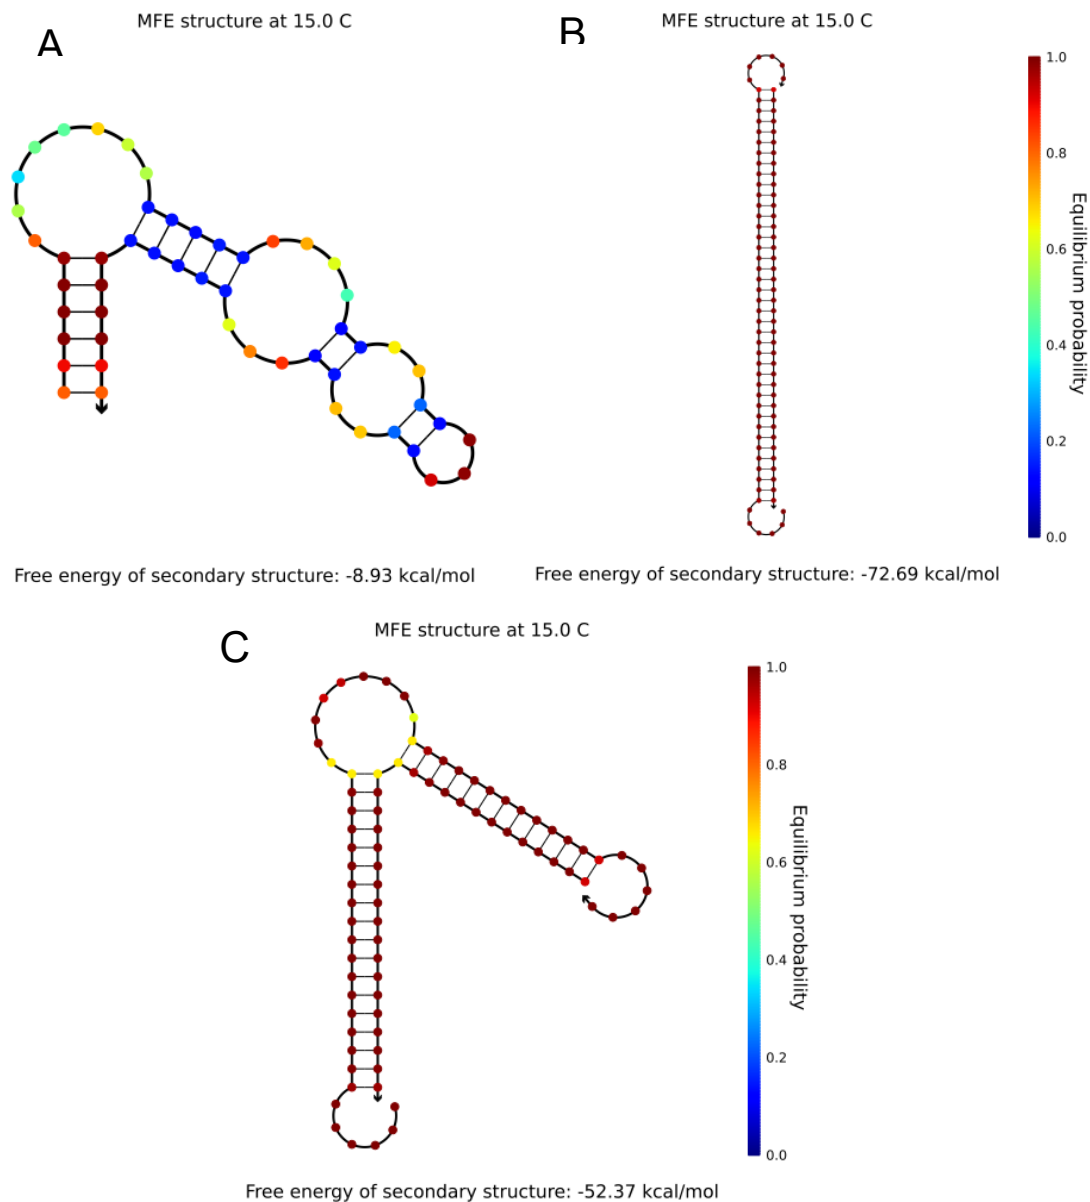 MFE structure at 15.0 C
A
Free energy of secondary structure: -8.93 kcal/mol
MFE structure at 15.0 C
B
1.0
0.8
0.6
0.4
0.2
0.0
Equilibrium probability
Free energy of secondary structure: -72.69 kcal/mol
MFE structure at 15.0 C
C
1.0
0.8
0.6
0.4
0.2
0.0
Equilibrium probability
Free energy of secondary structure: -52.37 kcal/mol